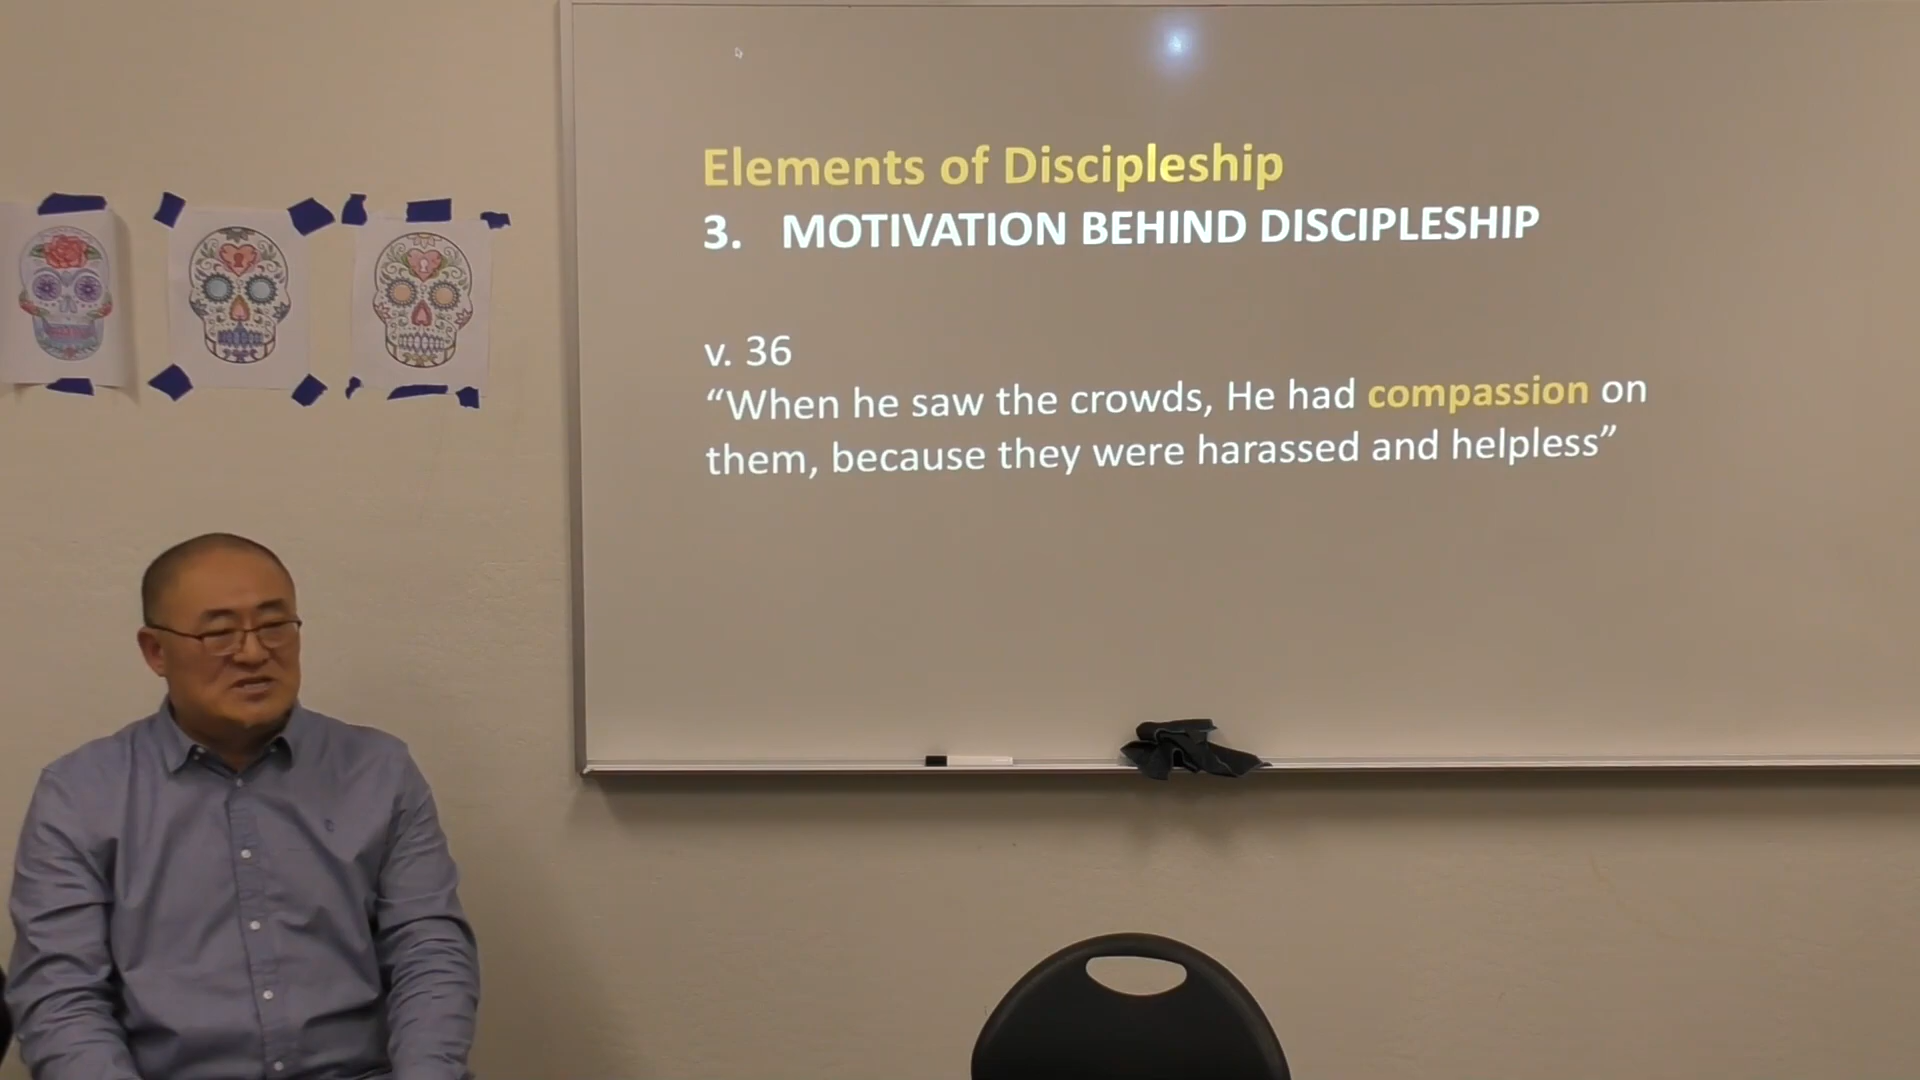 Elements of Discipleship
3. MOTIVATION BEHIND DISCIPLESHIP
v. 36
“When he saw the crowds, He had compassion on
them, because they were harassed and helpless”